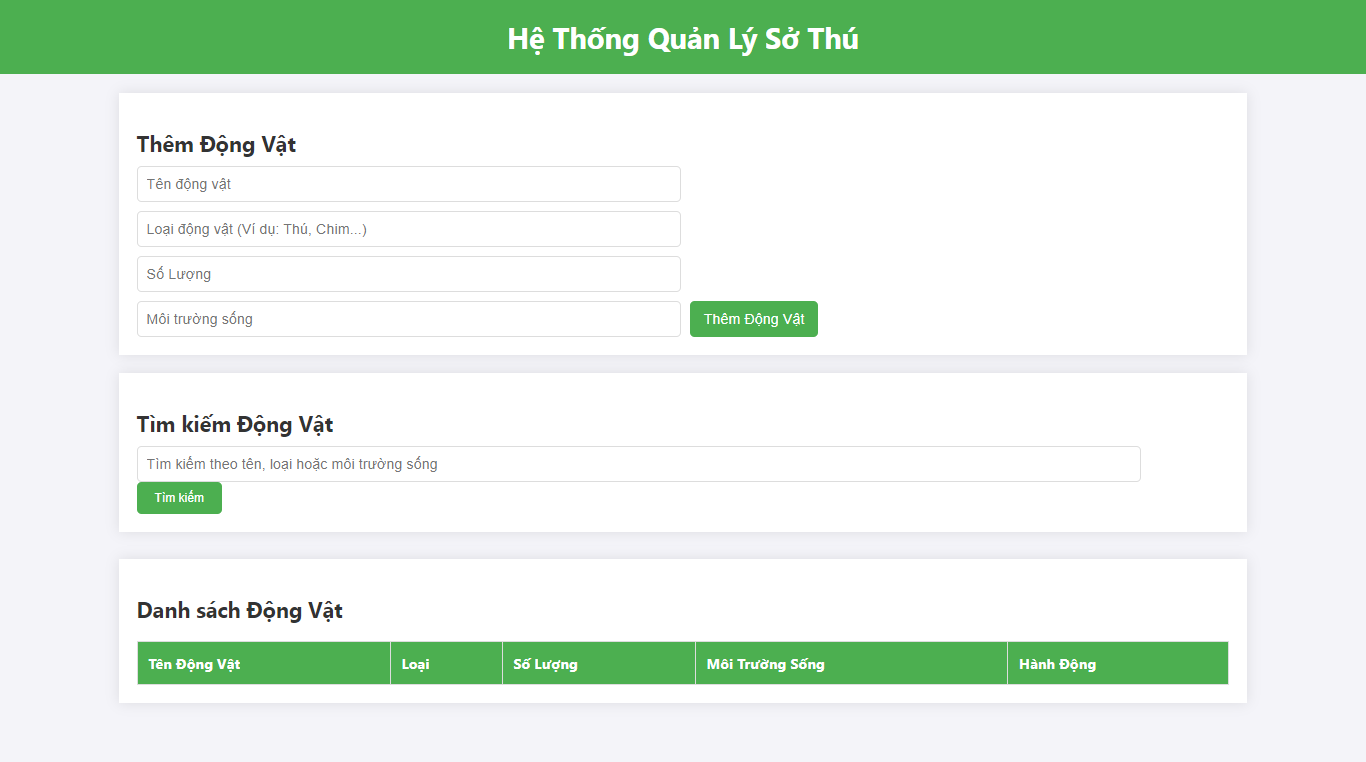 Hệ Thống Quản Lý Sở Thú
Thêm Động Vật
Tên động vật
Loại động vật (Ví dụ: Thú, Chim...)
Số Lượng
Môi trường sống Thêm Động Vật
Tìm kiếm Động Vật
Tìm kiếm theo tên, loại hoặc môi trường sống
Tìm kiếm
Danh sách Động Vật
Tên Động Vật Loại Số Lượng Môi Trường Sống Hành Động